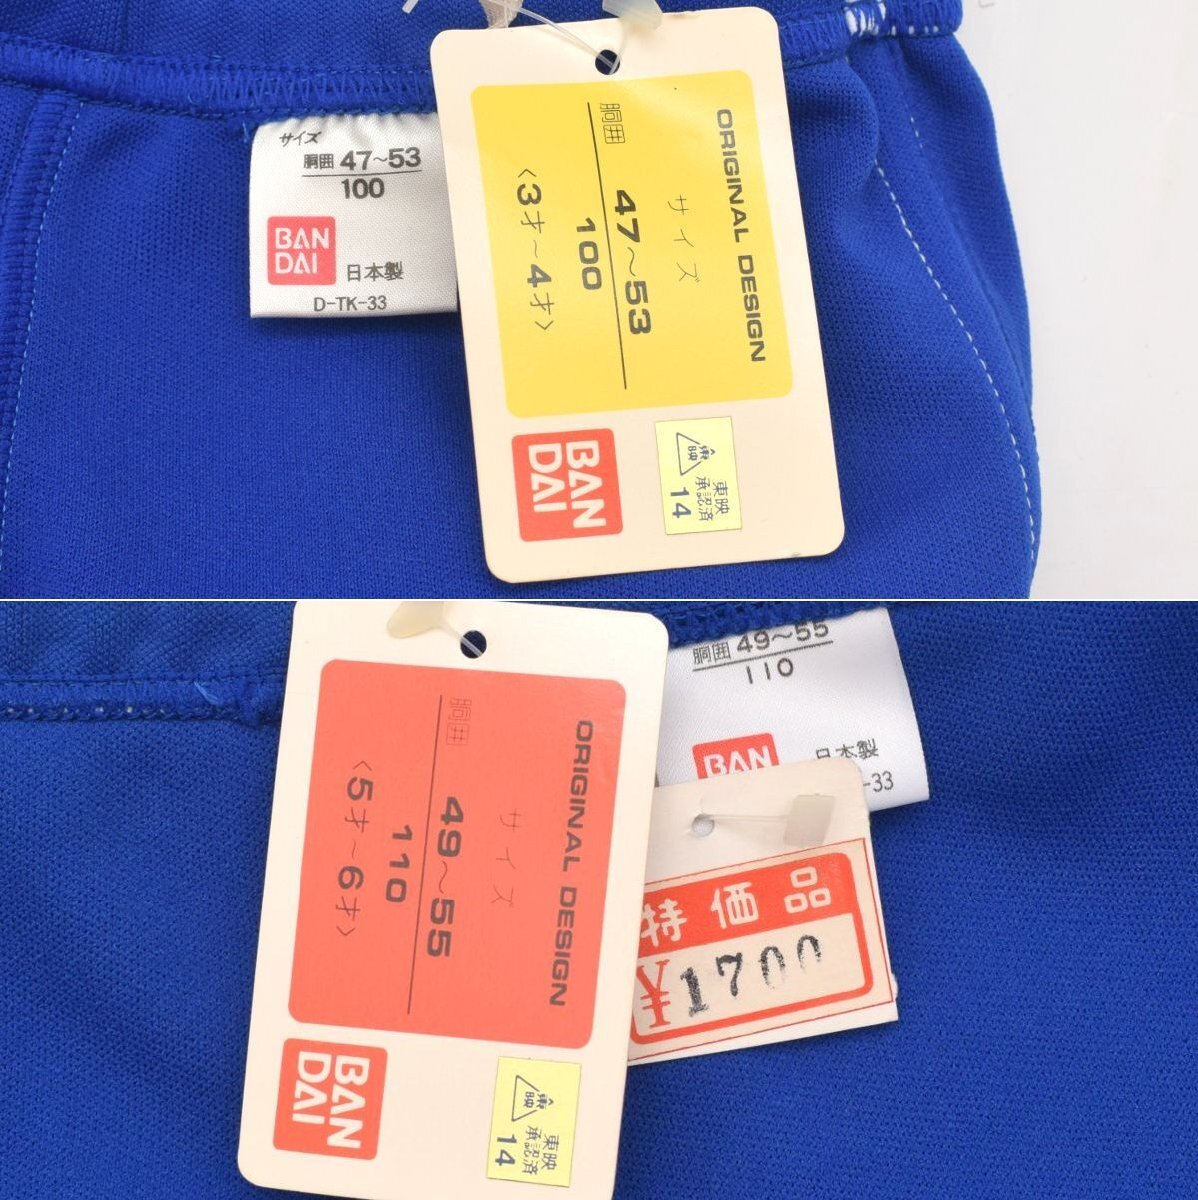 サイズ
胴囲 47~53
100
BAN
DAI
日本製
D-TK-33
ORIGINAL DESIGN
サイズ
胴囲 47~53
100
〈3才~4才〉
BAN
DAI
東映
承認済
14
胴囲 49~55
110
BAN
日本製
-33
ORIGINAL DESIGN
サイズ
胴囲 49~55
110
〈5才~6才〉
BAN
DAI
東映
承認済
14
特価品
¥1700